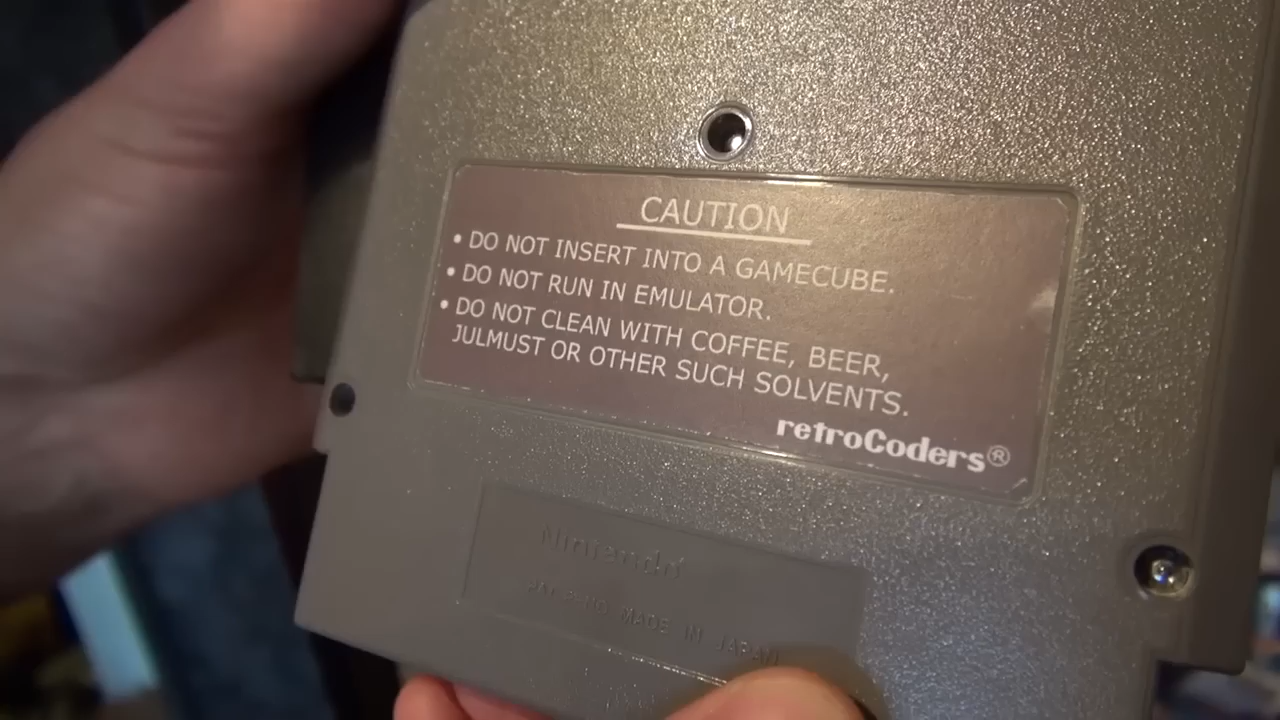 CAUTION
• DO NOT INSERT INTO A GAMECUBE.
• DO NOT RUN IN EMULATOR.
• DO NOT CLEAN WITH COFFEE, BEER,
JULMUST OR OTHER SUCH SOLVENTS.
retroCoders®
Nintendo
MADE IN JAPAN